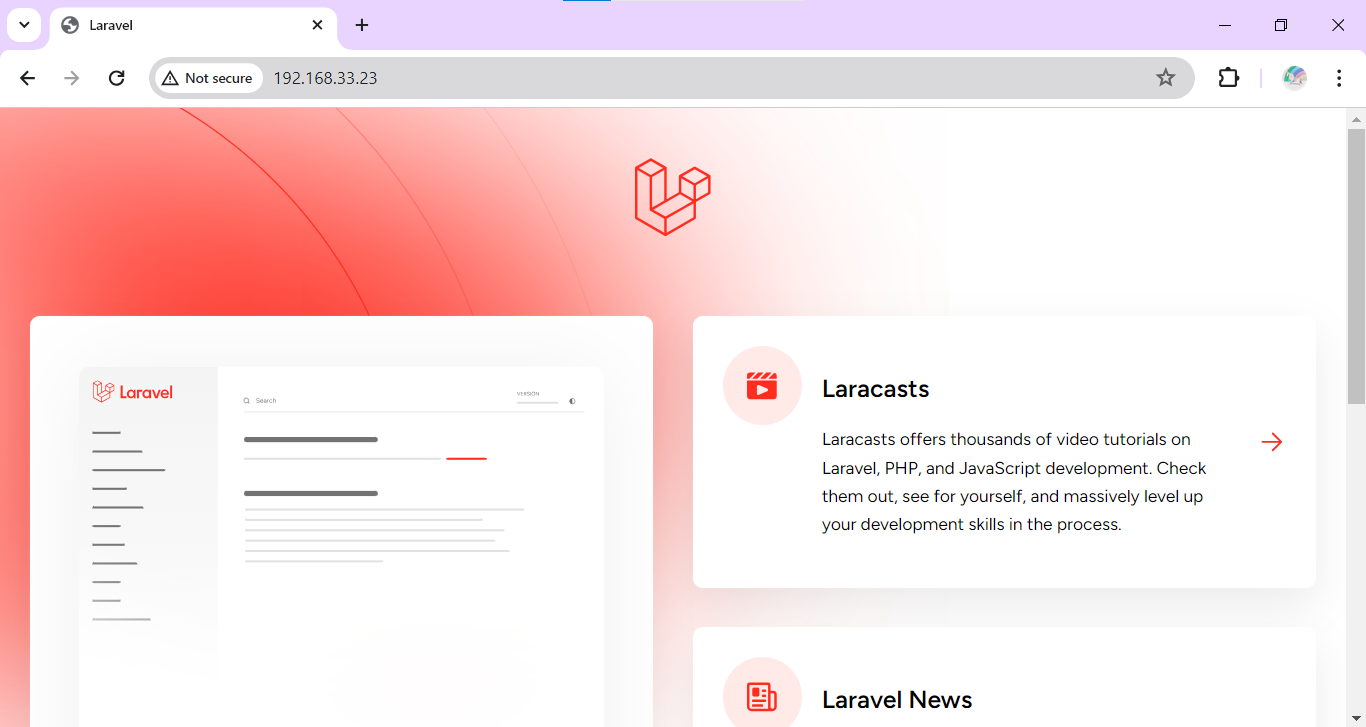 Laravel
Not secure
192.168.33.23
Laravel
Search
VERSION
Laracasts
Laracasts offers thousands of video tutorials on
Laravel, PHP, and JavaScript development. Check
them out, see for yourself, and massively level up
your development skills in the process.
Laravel News